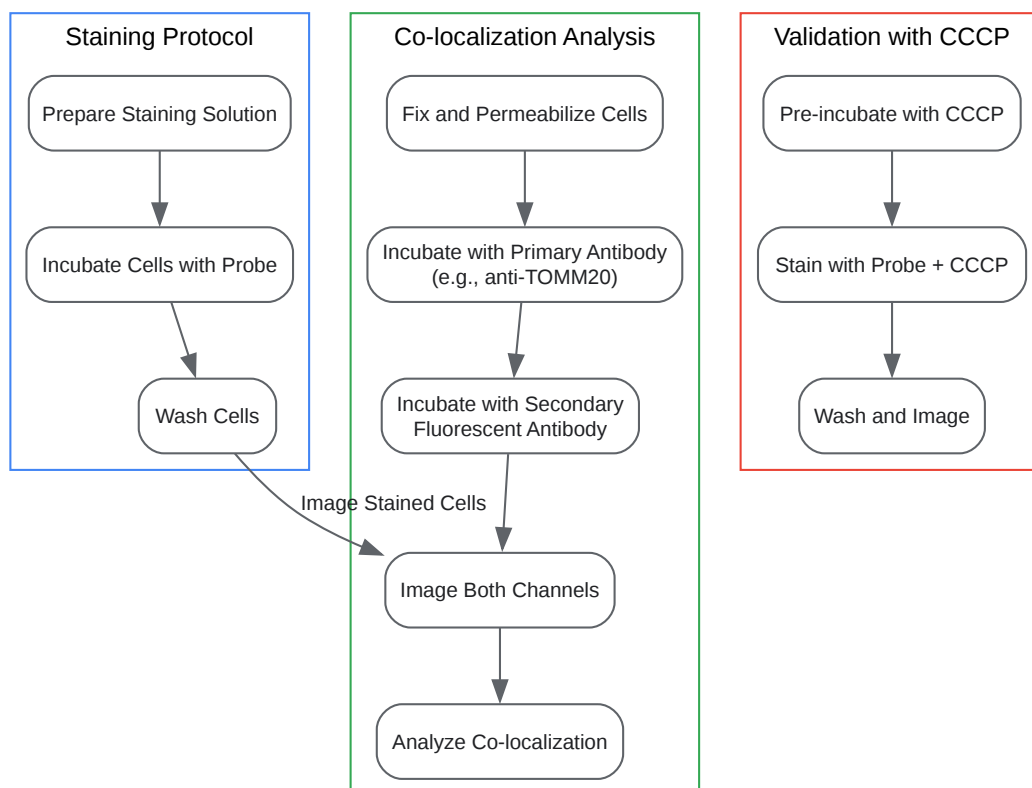 Staining Protocol
Prepare Staining Solution
Incubate Cells with Probe
Wash Cells
Image Stained Cells
Co-localization Analysis
Fix and Permeabilize Cells
Incubate with Primary Antibody
(e.g., anti-TOMM20)
Incubate with Secondary
Fluorescent Antibody
Image Both Channels
Analyze Co-localization
Validation with CCCP
Pre-incubate with CCCP
Stain with Probe + CCCP
Wash and Image